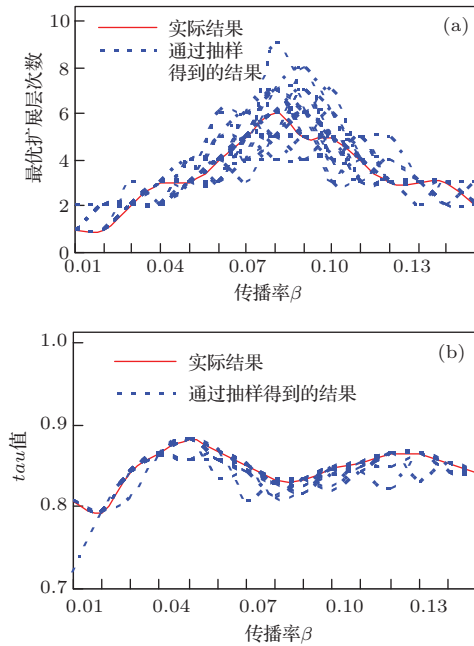 (a)
实际结果
通过抽样
得到的结果
最优扩展层次数
10
8
6
4
2
0
0.01
0.04
0.07
0.10
0.13
传播率β
(b)
实际结果
通过抽样得到的结果
tau值
1.0
0.9
0.8
0.7
0.01
0.04
0.07
0.10
0.13
传播率β